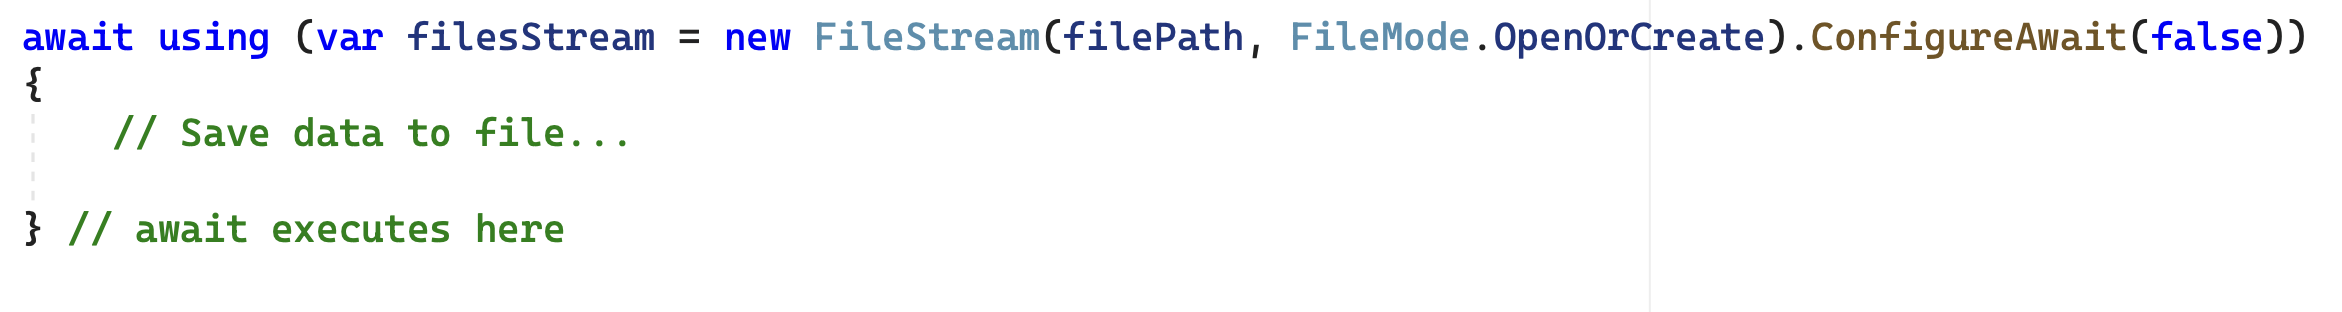 await using (var filesStream = new FileStream(filePath, FileMode.OpenOrCreate).ConfigureAwait(false))
{
    // Save data to file...
} // await executes here